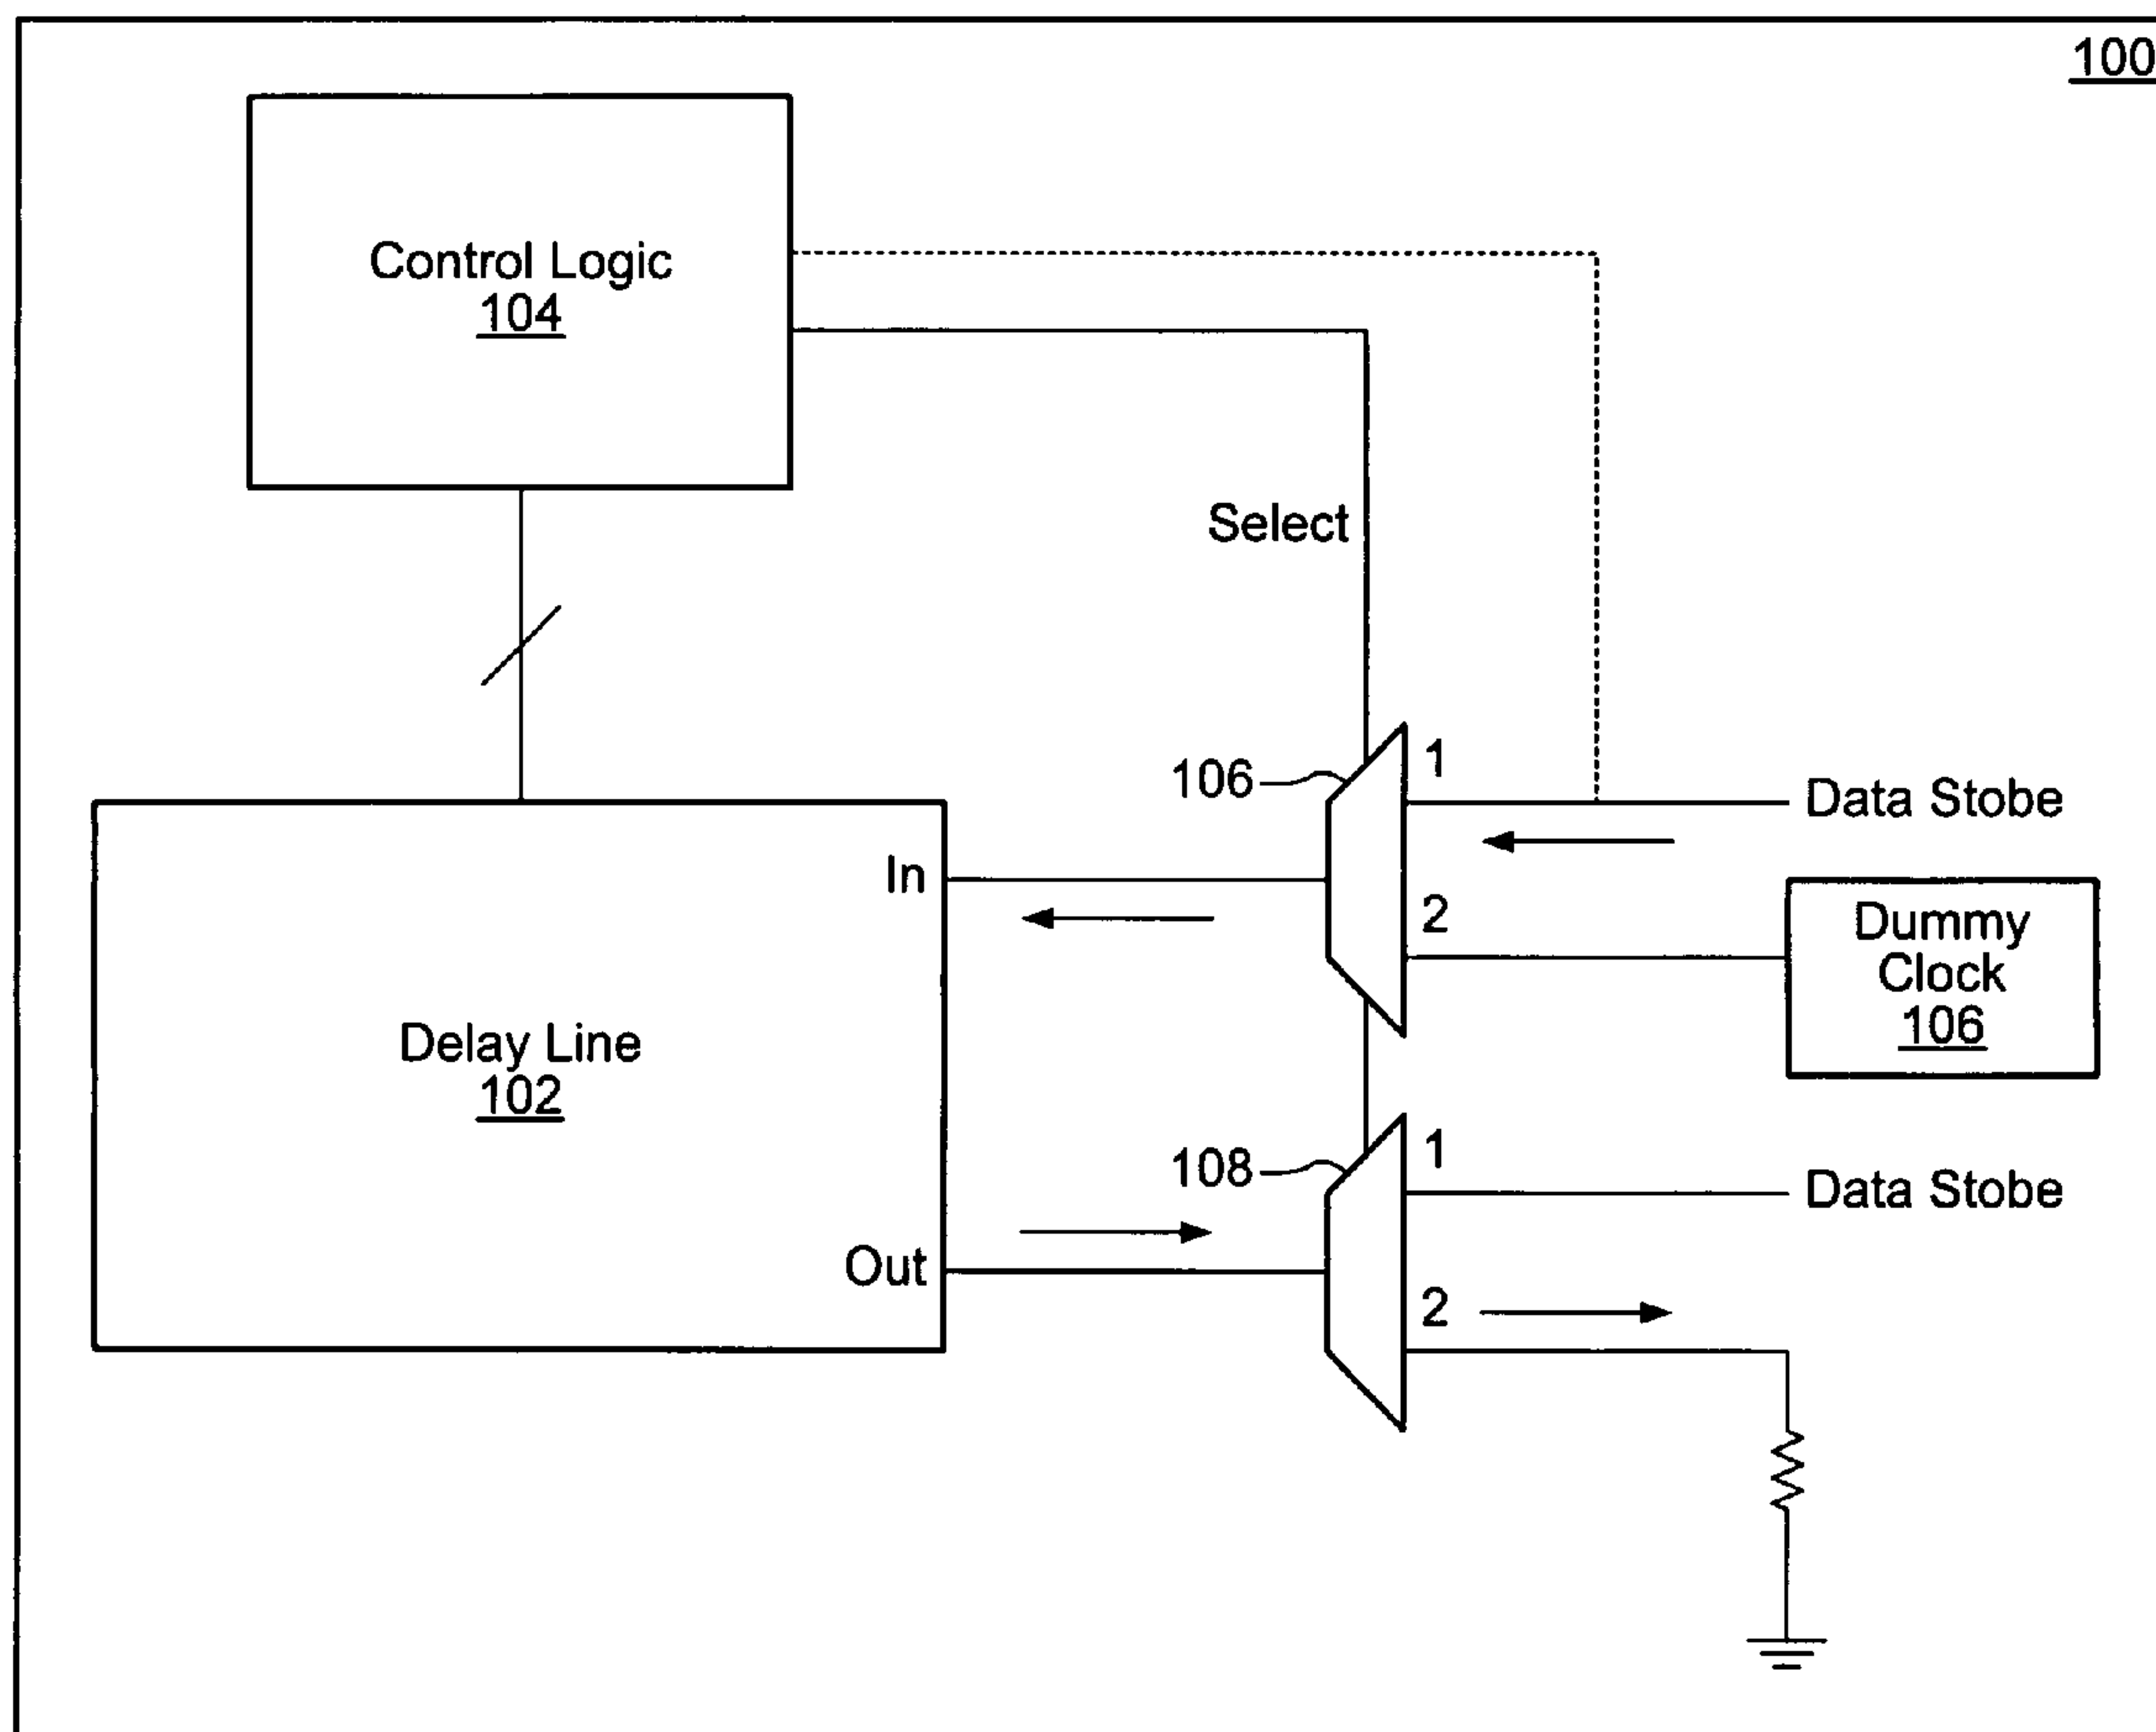 100
Control Logic
104
Select
106
1
Data Stobe
In
2
Dummy
Clock
106
Delay Line
102
108
1
Data Stobe
Out
2